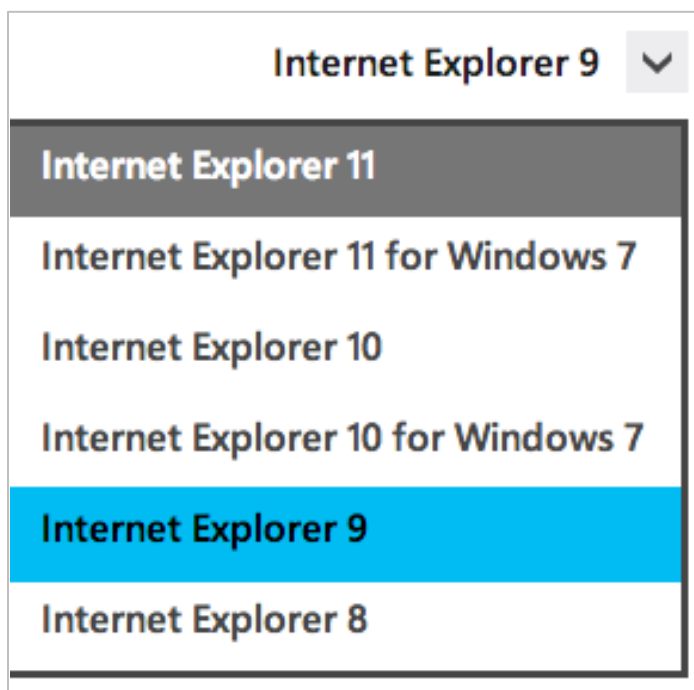 Internet Explorer 9
Internet Explorer 11
Internet Explorer 11 for Windows 7
Internet Explorer 10
Internet Explorer 10 for Windows 7
Internet Explorer 9
Internet Explorer 8